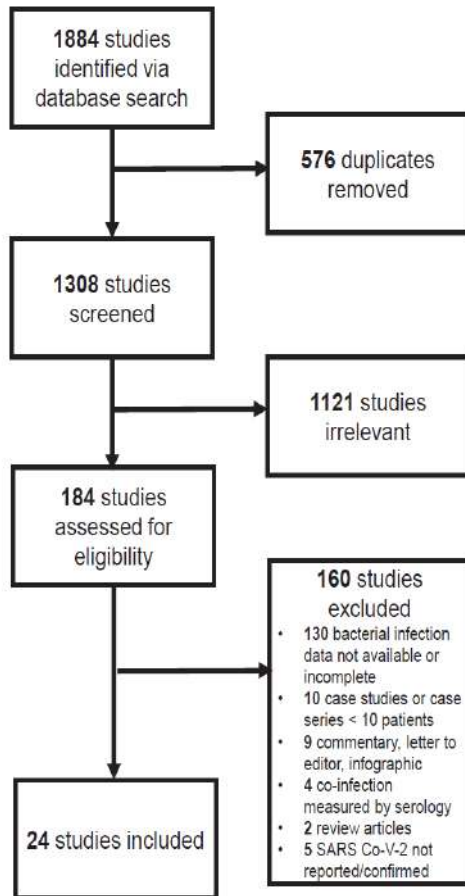 1884 studies
identified via
database search
576 duplicates
removed
1308 studies
screened
1121 studies
irrelevant
184 studies
assessed for
eligibility
160 studies
excluded
• 130 bacterial infection
data not available or
incomplete
• 10 case studies or case
series < 10 patients
• 9 commentary, letter to
editor, infographic
• 4 co-infection
measured by serology
• 2 review articles
• 5 SARS Co-V-2 not
reported/confirmed
24 studies included